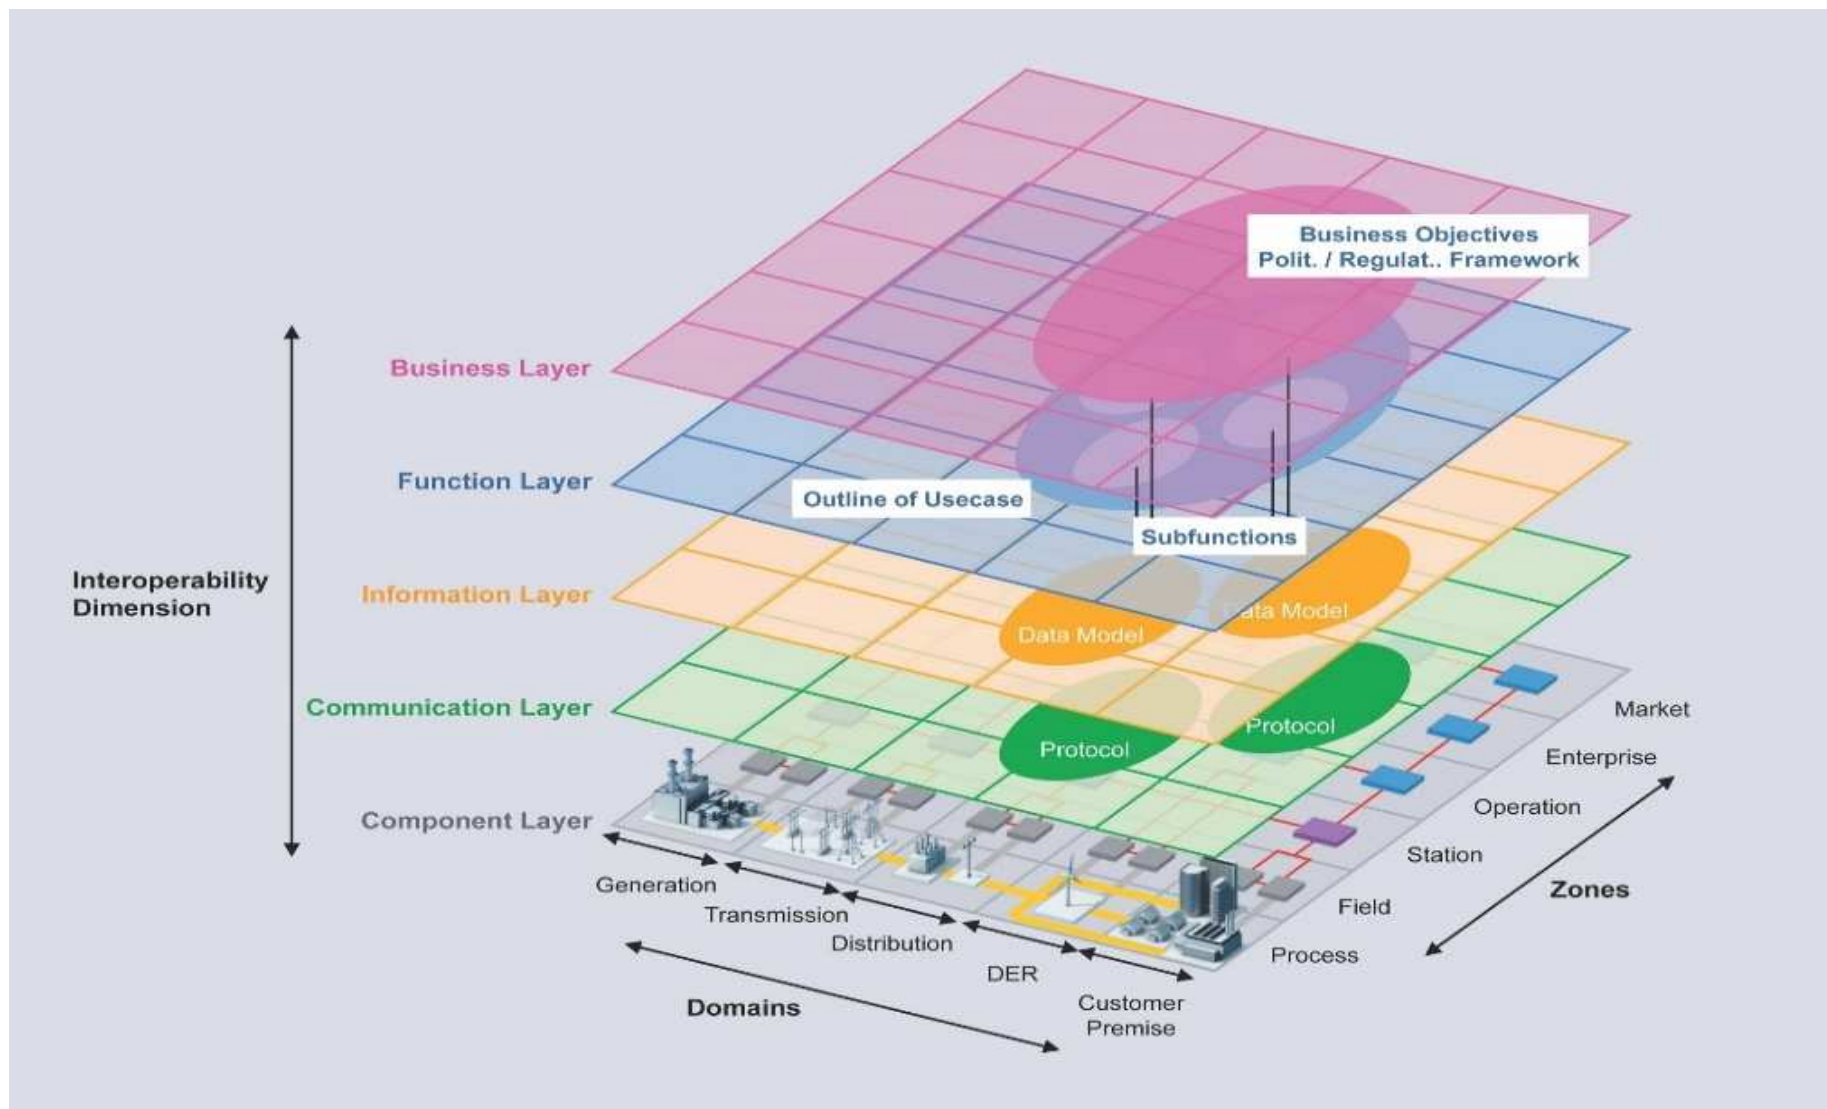 Business Objectives
Polit. / Regulat.. Framework
Business Layer
Function Layer
Outline of Usecase
Subfunctions
Interoperability
Dimension
Information Layer
Data Model
Data Model
Communication Layer
Protocol
Protocol
Component Layer
Market
Enterprise
Operation
Station
Zones
Field
Process
Generation
Transmission
Distribution
DER
Customer
Premise
Domains